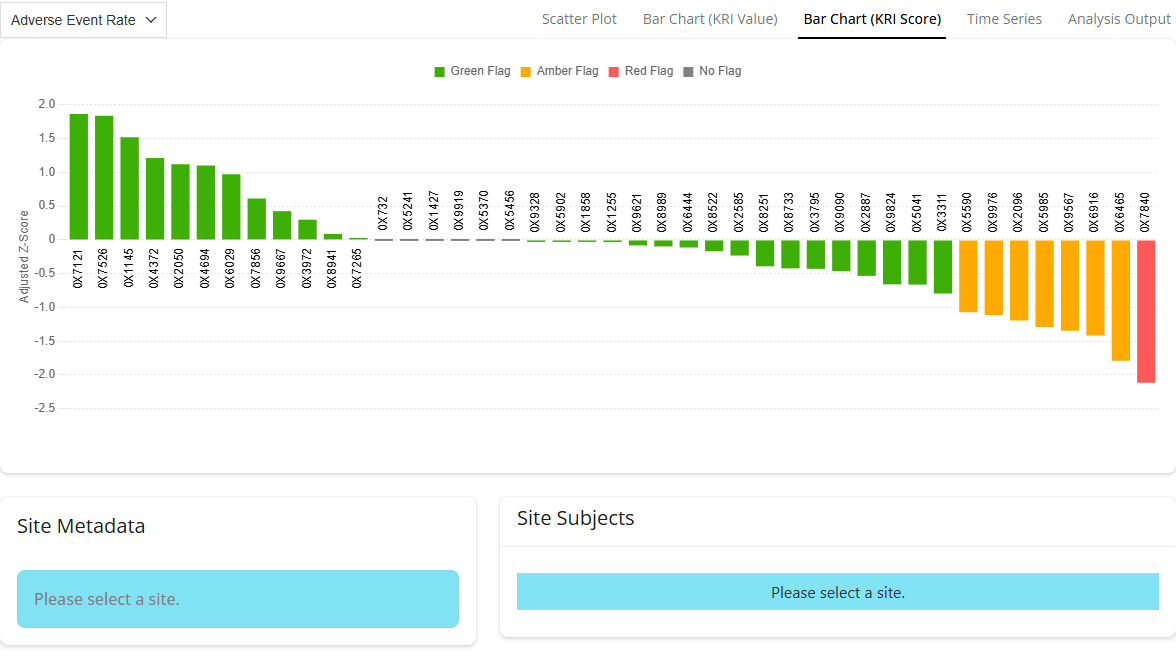 Adverse Event Rate
Scatter Plot
Bar Chart (KRI Value)
Bar Chart (KRI Score)
Time Series
Analysis Output
Green Flag
Amber Flag
Red Flag
No Flag
Adjusted Z-Score
2.0
1.5
1.0
0.5
0
-0.5
-1.0
-1.5
-2.0
-2.5
0X7121
0X7526
0X1145
0X4372
0X2050
0X4694
0X6029
0X7856
0X9667
0X3972
0X8941
0X7265
0X732
0X5241
0X1427
0X9919
0X5370
0X5456
0X9328
0X5902
0X1858
0X1255
0X9621
0X8989
0X6444
0X8522
0X2585
0X8251
0X8733
0X3795
0X9090
0X2887
0X9824
0X5041
0X3311
0X5590
0X9976
0X2096
0X5985
0X9567
0X6916
0X6465
0X7840
Site Metadata
Please select a site.
Site Subjects
Please select a site.